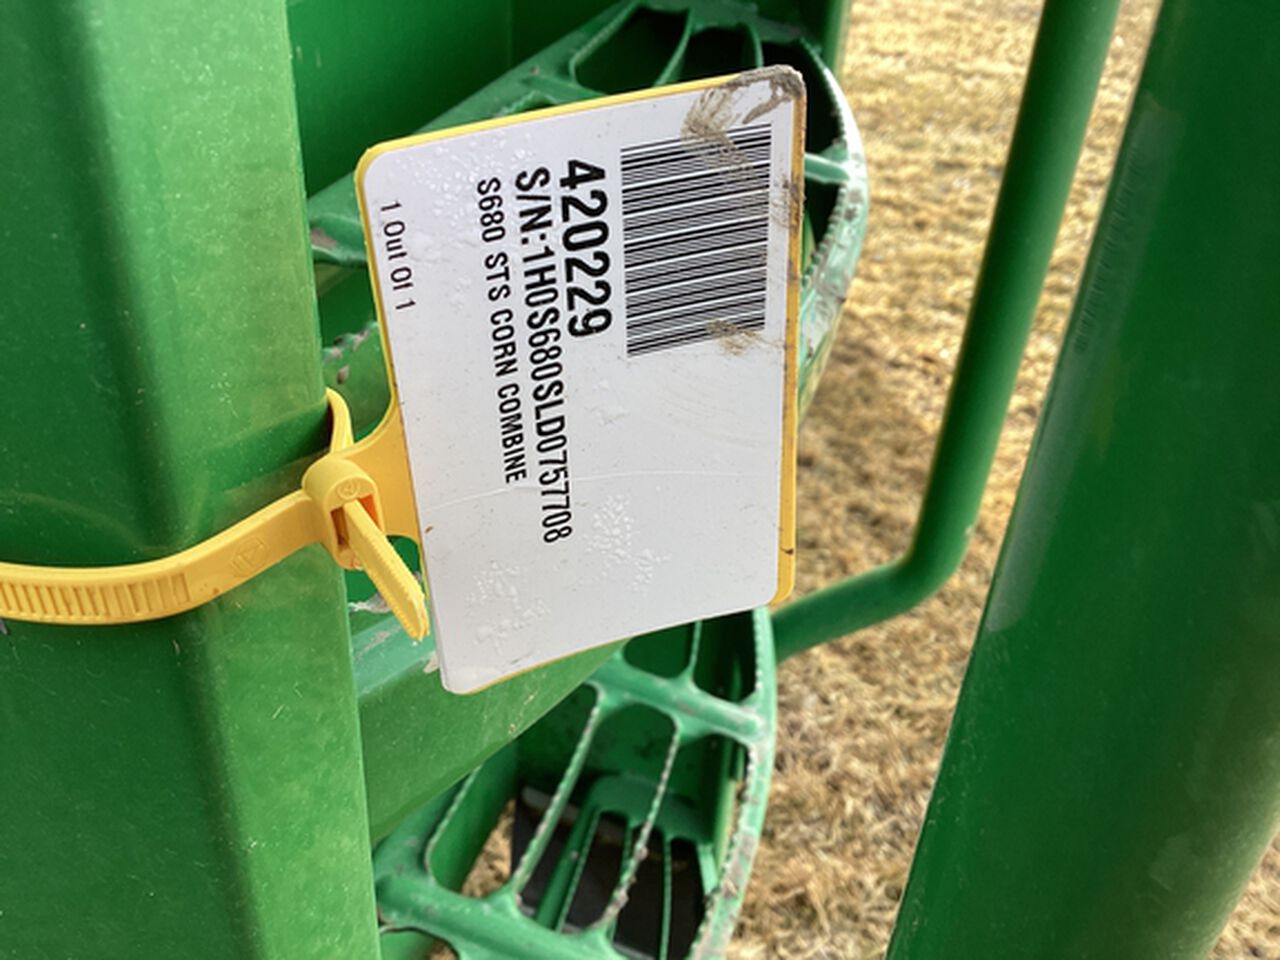 420229
S/N:1H0S680SLD0757708
S680 STS CORN COMBINE
1 Out Of 1